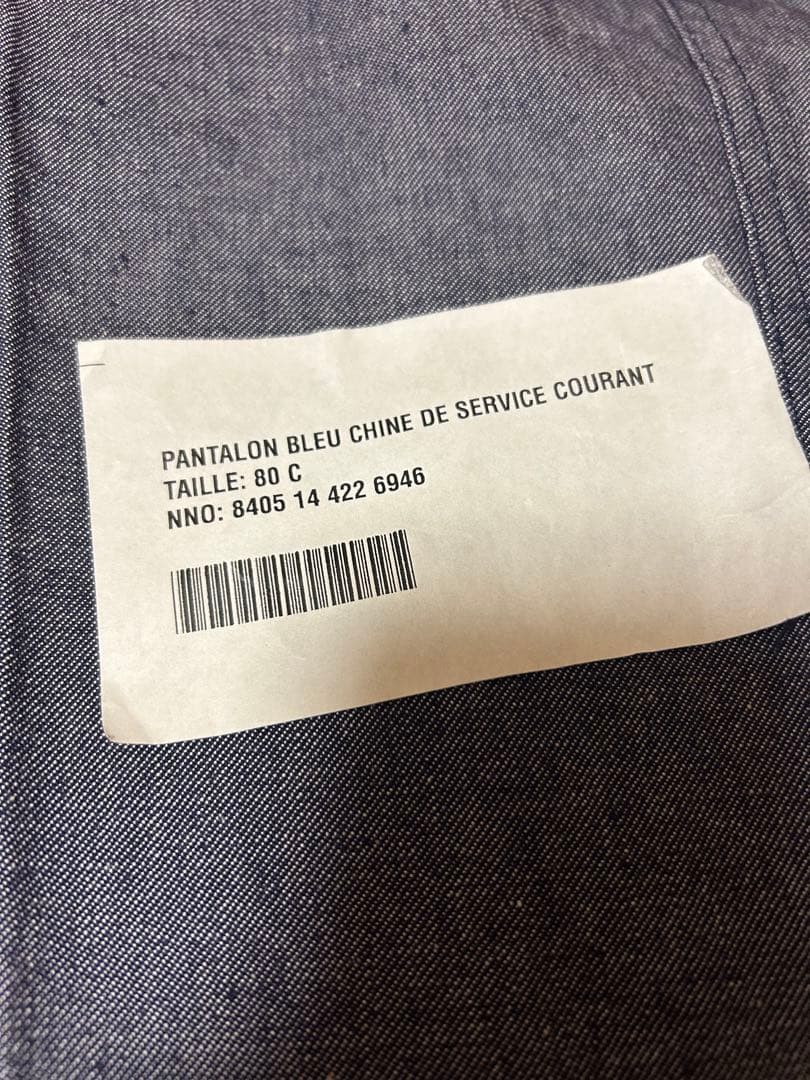 PANTALON BLEU CHINE DE SERVICE COURANT
TAILLE: 80 C
NNO: 8405 14 422 6946